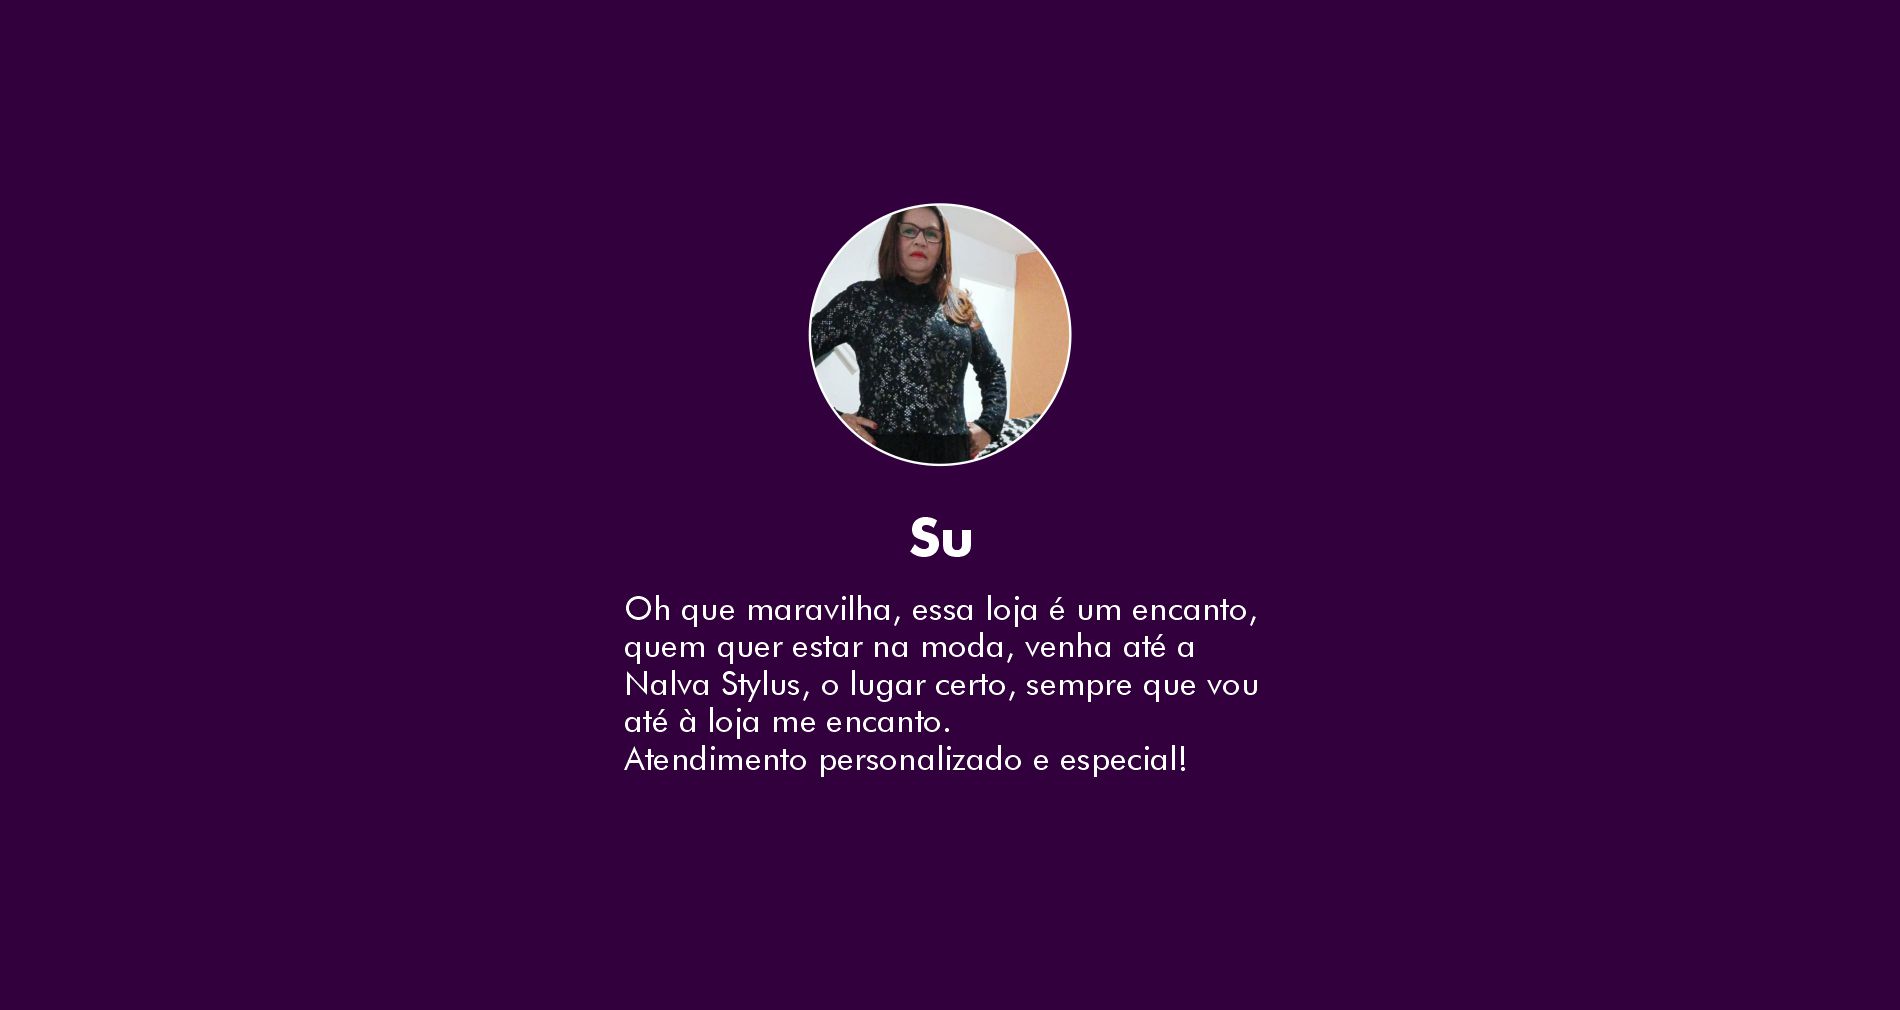 Su
Oh que maravilha, essa loja é um encanto,
quem quer estar na moda, venha até a
Nalva Stylus, o lugar certo, sempre que vou
até à loja me encanto.
Atendimento personalizado e especial!